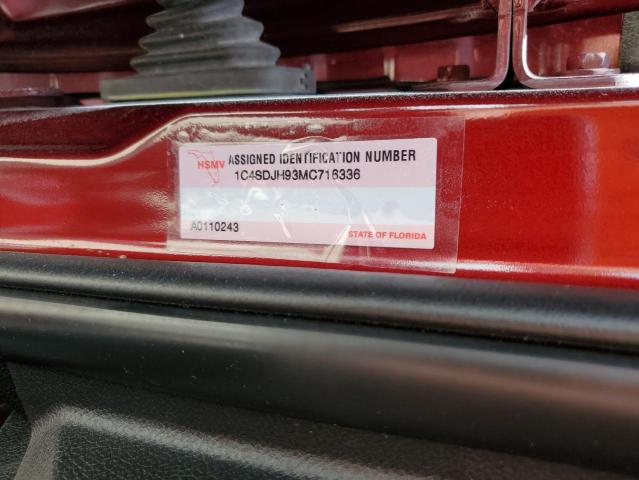 HSMV ASSIGNED IDENTIFICATION NUMBER
1C4SDJH93MC716336
A0110243
STATE OF FLORIDA